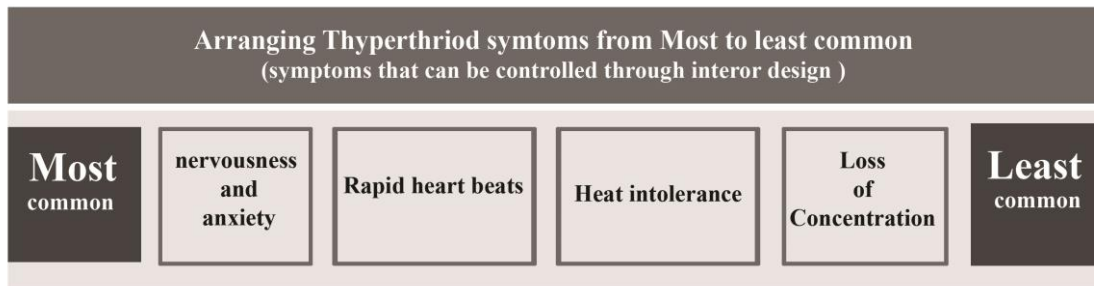 Arranging Thyperthriod symtoms from Most to least common
(symptoms that can be controlled through interor design )
Most
common
nervousness
and
anxiety
Rapid heart beats
Heat intolerance
Loss
of
Concentration
Least
common